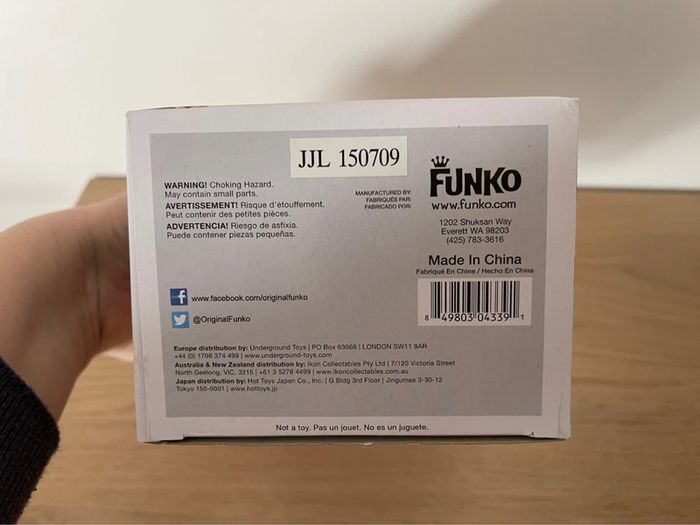 JJL 150709
WARNING! Choking Hazard.
May contain small parts.
AVERTISSEMENT! Risque d'étouffement.
Peut contenir des petites pièces.
ADVERTENCIA! Riesgo de asfixia.
Puede contener piezas pequeñas.
MANUFACTURED BY:
FABRIQUÉS PAR:
FABRICADO POR:
FUNKO
www.funko.com
1202 Shuksan Way
Everett WA 98203
(425) 783-3616
Made In China
Fabriqué En Chine / Hecho En China
8 49803 04339 1
www.facebook.com/originalfunko
@OriginalFunko
Europe distribution by: Underground Toys | PO Box 63668 | LONDON SW11 9AR
+44 (0) 1708 374 499 | www.underground-toys.com
Australia & New Zealand distribution by: Ikon Collectables Pty Ltd | 7/120 Victoria Street
North Geelong, VIC, 3215 | +61 3 5278 4499 | www.ikoncollectables.com.au
Japan distribution by: Hot Toys Japan Co., Inc. | G Bldg 3rd Floor | Jingumae 3-30-12
Tokyo 150-0001 | www.hottoys.jp
Not a toy. Pas un jouet. No es un juguete.